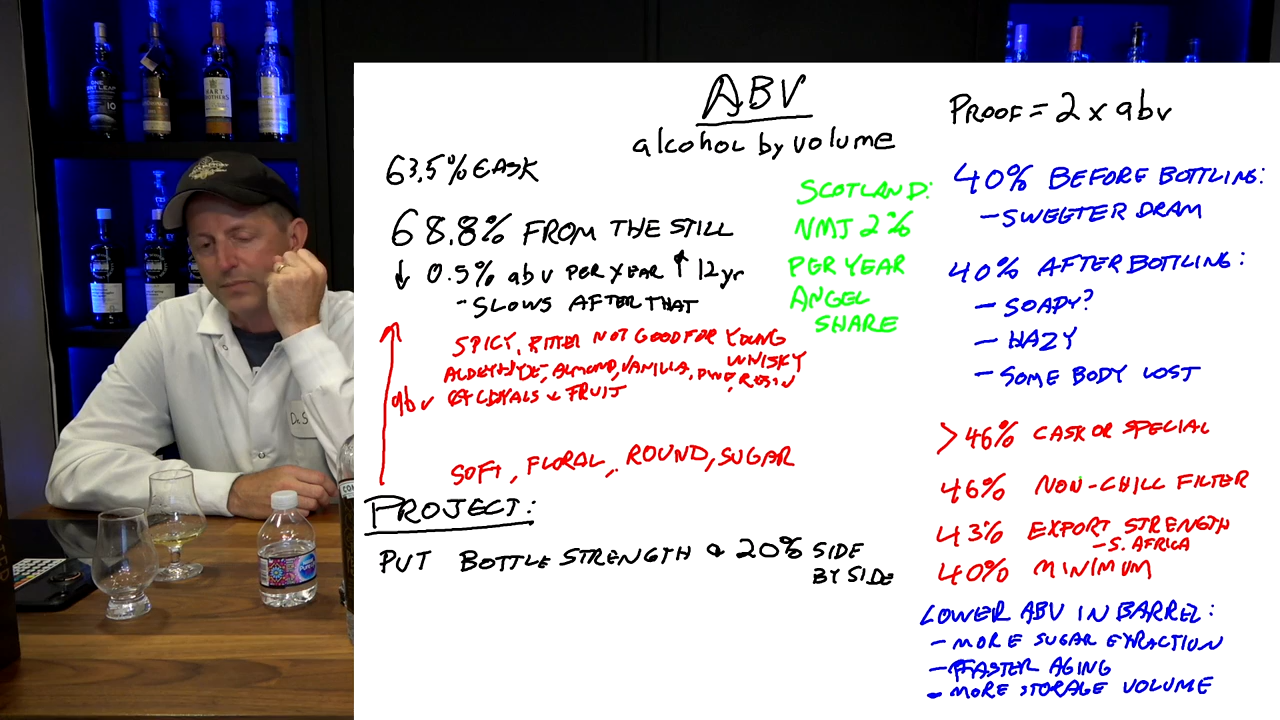 ABV
alcohol by volume
63.5% CASK
68.8% FROM THE STILL
↓ 0.5% abv PER YEAR ↑ 12yr
- SLOWS AFTER THAT
SCOTLAND:
NMJ 2%
PER YEAR
ANGEL
SHARE
SPICY, BITTER NOT GOOD FOR YOUNG
WHISKY
ALDEHYDE, ALMOND, VANILLA,
abv
& FRUIT
SOFT, FLORAL, ROUND, SUGAR
PROJECT:
PUT BOTTLE STRENGTH @ 20% SIDE
BY SIDE
PROOF = 2 x abv
40% BEFORE BOTTLING:
- SWEETER DRAM
40% AFTER BOTTLING:
- SOAPY?
- HAZY
- SOME BODY LOST
>46% CASK OR SPECIAL
46% NON-CHILL FILTER
43% EXPORT STRENGTH
- S. AFRICA
40% MINIMUM
LOWER ABV IN BARREL:
- MORE SUGAR EXTRACTION
- FASTER AGING
- MORE STORAGE VOLUME
Dr. S
HART
BROTHERS
10